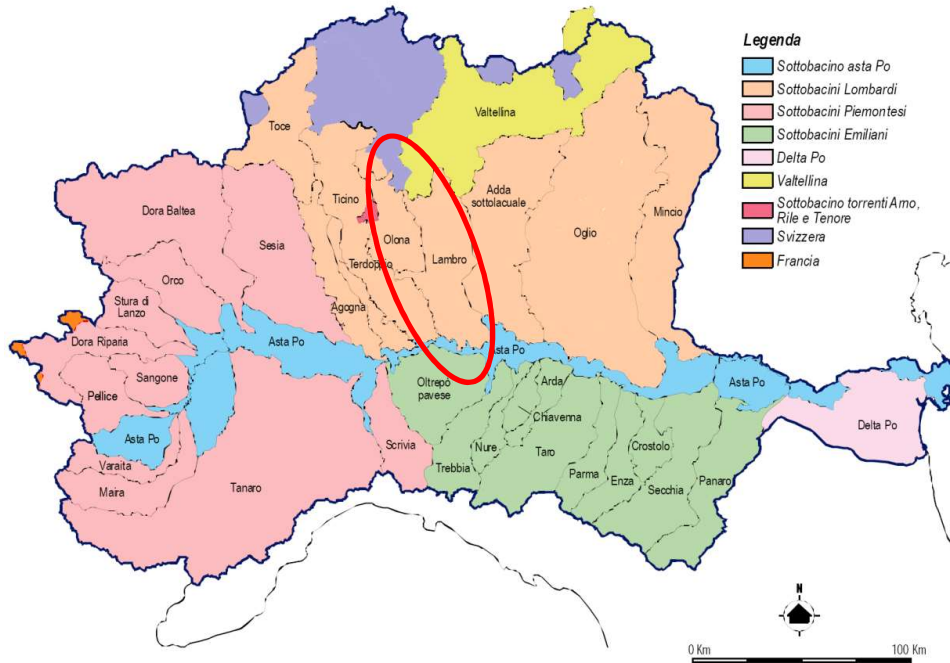 Legenda
Sottobacino asta Po
Sottobacini Lombardi
Sottobacini Piemontesi
Sottobacini Emiliani
Delta Po
Valtellina
Sottobacino torrenti Arno,
Rile e Tenore
Svizzera
Francia
Toce
Valtellina
Dora Baltea
Ticino
Adda
sottolacuale
Mincio
Oglio
Sesia
Olona
Lambro
Terdoppio
Orco
Agogna
Stura di
Lanzo
Dora Riparia
Asta Po
Asta Po
Sangone
Pellice
Oltrepò
pavese
Arda
Asta Po
Chiavenna
Delta Po
Asta Po
Nure
Crostolo
Scrivia
Taro
Varaita
Trebbia
Parma
Enza
Panaro
Maira
Tanaro
Secchia
N
0 Km
100 Km